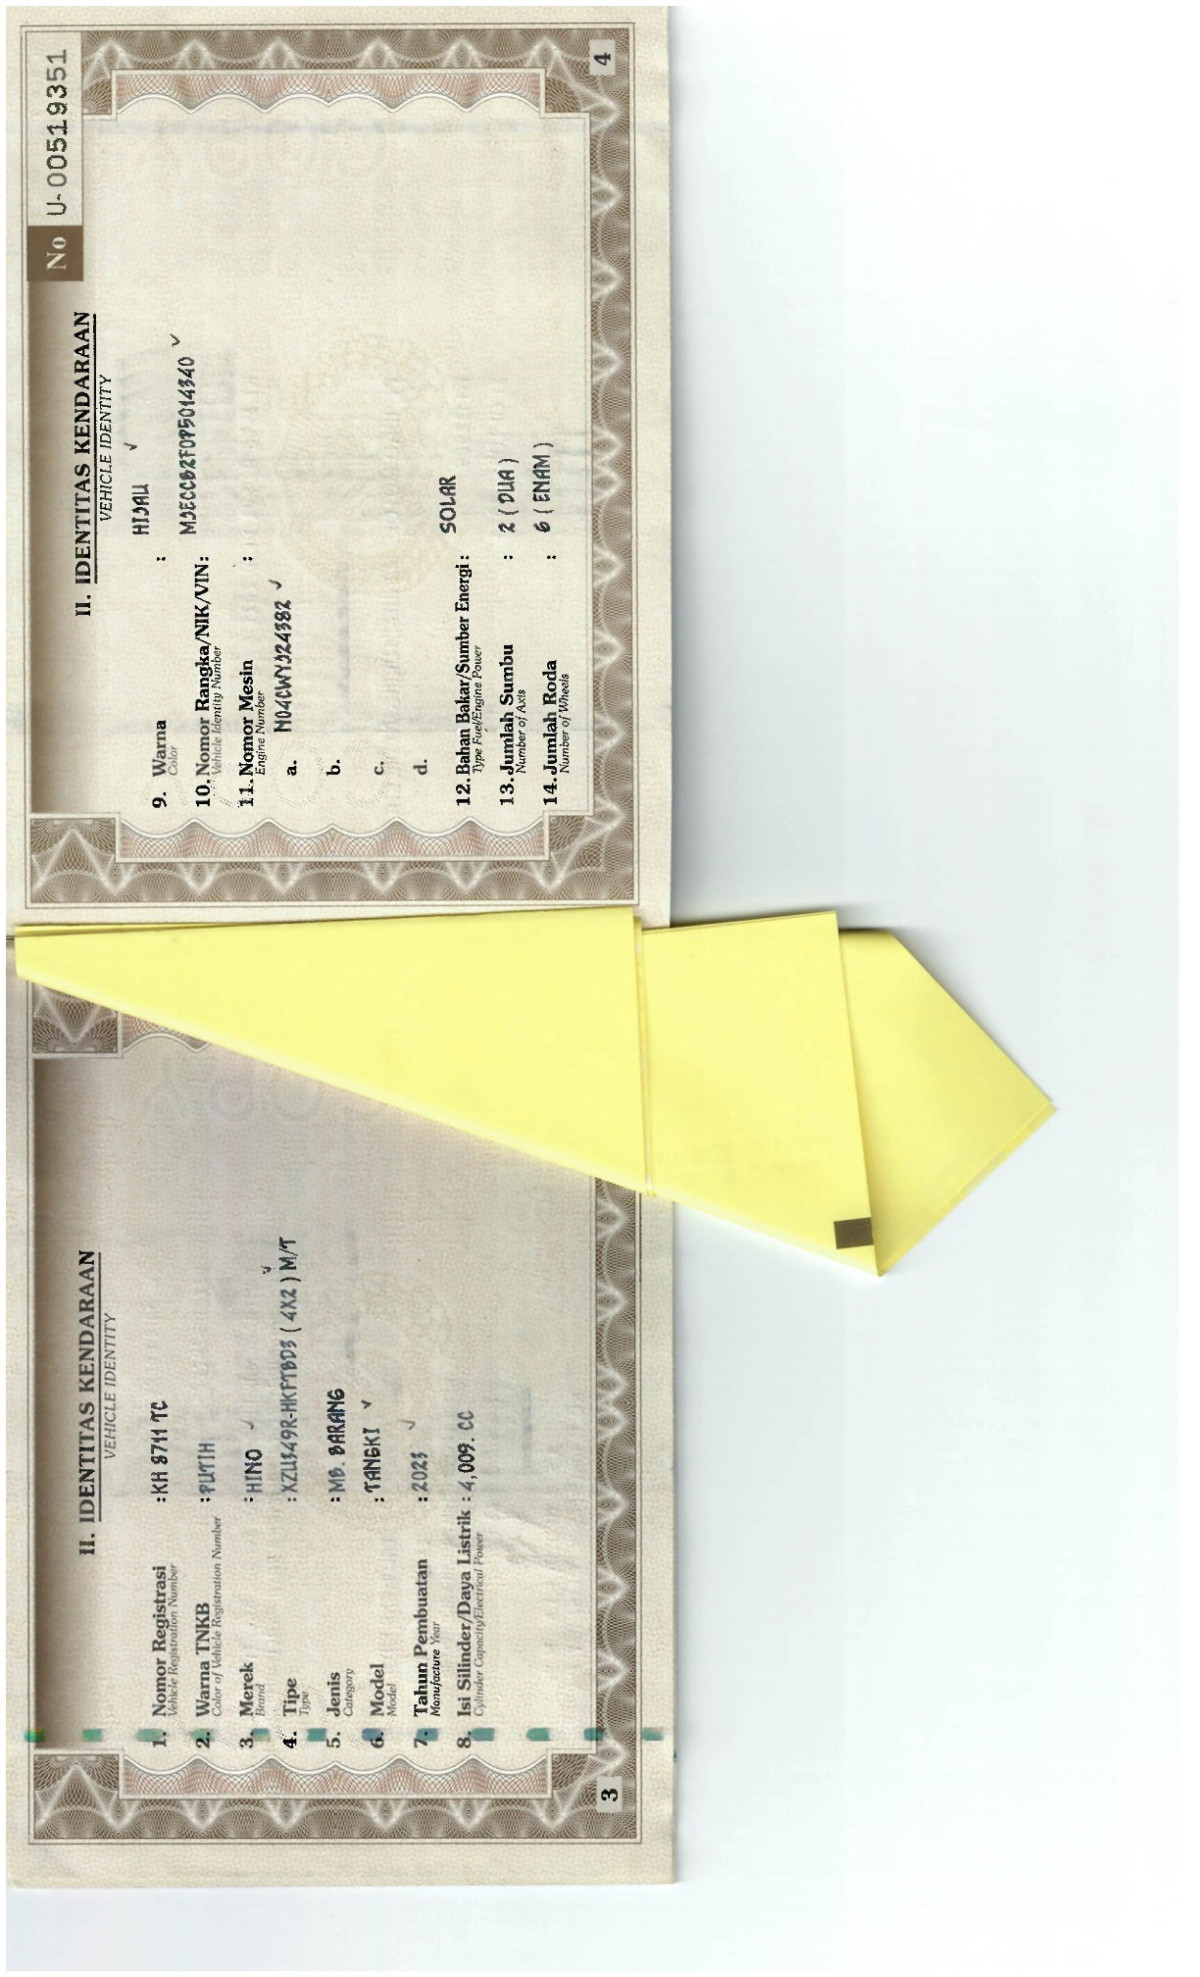 II. IDENTITAS KENDARAAN
VEHICLE IDENTITY
1. Nomor Registrasi : KH 8711 TC
Vehicle Registration Number
2. Warna TNKB : PUTIH
Color of Vehicle Registration Number
3. Merek : HINO
Brand
4. Tipe : XZU349R-HKFTBD3 ( 4X2 ) M/T
Type
5. Jenis : MB. BARANG
Category
6. Model : TANGKI
Model
7. Tahun Pembuatan : 2023
Manufacture Year
8. Isi Silinder/Daya Listrik : 4,009. CC
Cylinder Capacity/Electrical Power
3
No U-00519351
II. IDENTITAS KENDARAAN
VEHICLE IDENTITY
9. Warna : HIJAU
Color
10. Nomor Rangka/NIK/VIN: MJECCB2F0P5014340
Vehicle Identity Number
11. Nomor Mesin :
Engine Number
a. N04CWYJ24382
b.
c.
d.
12. Bahan Bakar/Sumber Energi : SOLAR
Type Fuel/Engine Power
13. Jumlah Sumbu : 2 ( DUA )
Number of Axis
14. Jumlah Roda : 6 ( ENAM )
Number of Wheels
4